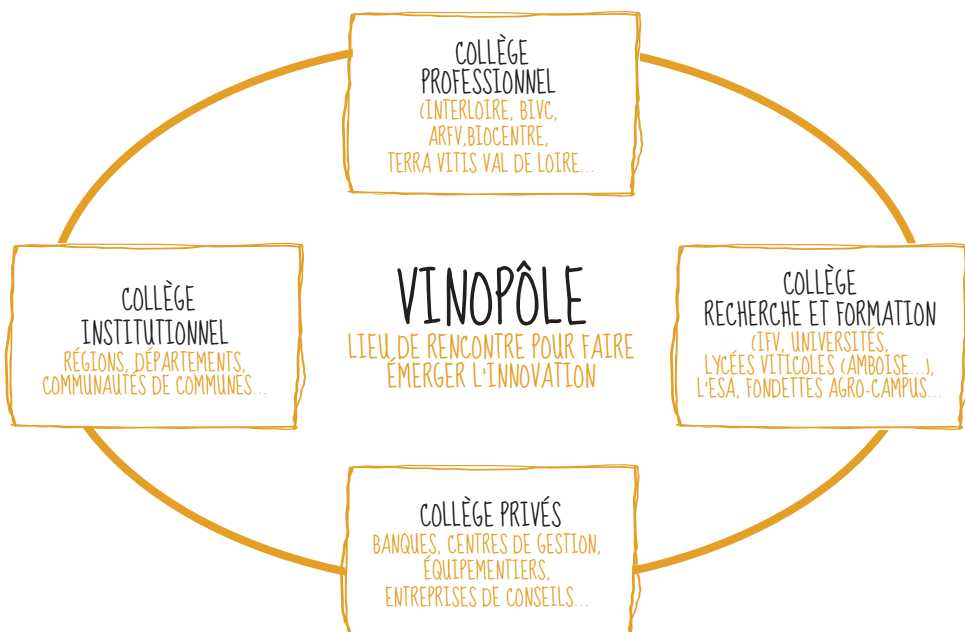 COLLÈGE
PROFESSIONNEL
(INTERLOIRE, BIVC,
ARFV,BIOCENTRE,
TERRA VITIS VAL DE LOIRE...
COLLÈGE
INSTITUTIONNEL
RÉGIONS, DÉPARTEMENTS,
COMMUNAUTÉS DE COMMUNES...
VINOPÔLE
LIEU DE RENCONTRE POUR FAIRE
ÉMERGER L'INNOVATION
COLLÈGE
RECHERCHE ET FORMATION
(IFV, UNIVERSITÉS,
LYCÉES VITICOLES (AMBOISE...),
L'ESA, FONDETTES AGRO-CAMPUS...
COLLÈGE PRIVÉS
BANQUES, CENTRES DE GESTION,
ÉQUIPEMENTIERS,
ENTREPRISES DE CONSEILS...